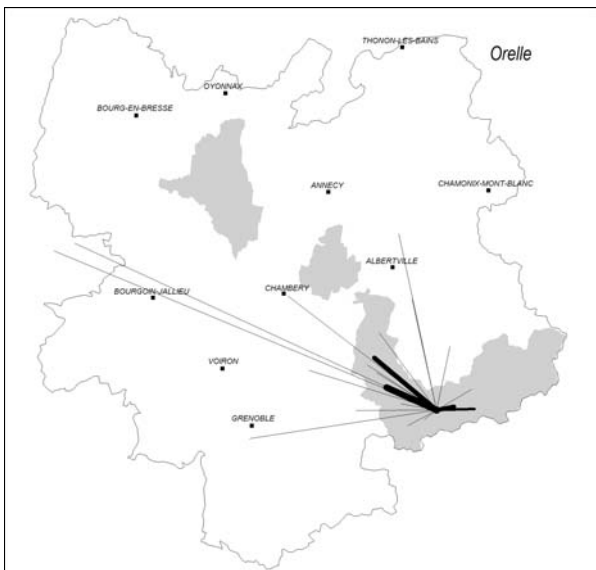 THONON-LES-BAINS
Orelle
OYONNAX
BOURG-EN-BRESSE
ANNECY
CHAMONIX-MONT-BLANC
ALBERTVILLE
CHAMBERY
BOURGOIN-JALLIEU
VOIRON
GRENOBLE